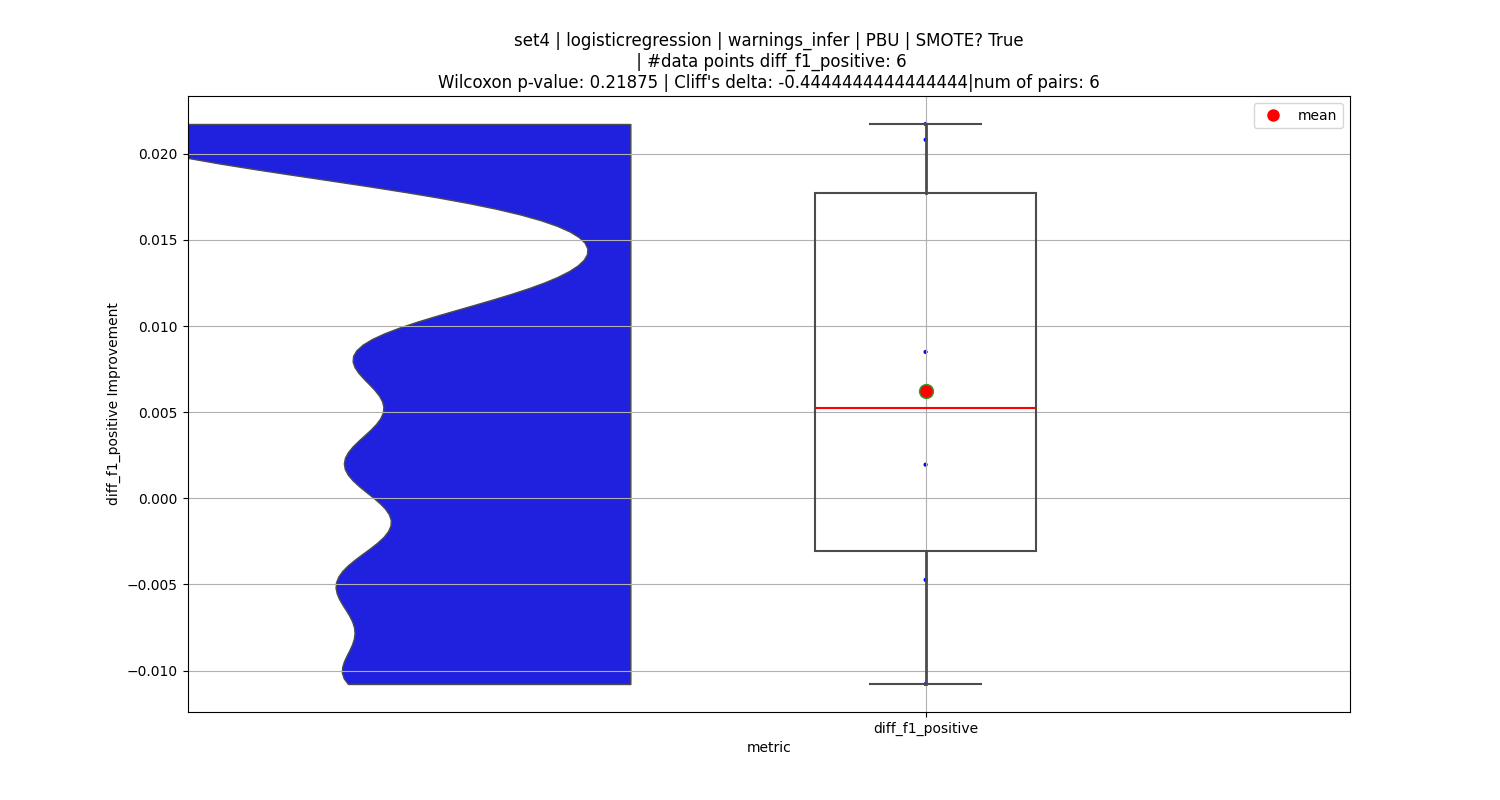 set4 | logisticregression | warnings_infer | PBU | SMOTE? True
| #data points diff_f1_positive: 6
Wilcoxon p-value: 0.21875 | Cliff's delta: -0.4444444444444444|num of pairs: 6
mean
0.020
0.015
0.010
0.005
0.000
−0.005
−0.010
diff_f1_positive Improvement
diff_f1_positive
metric